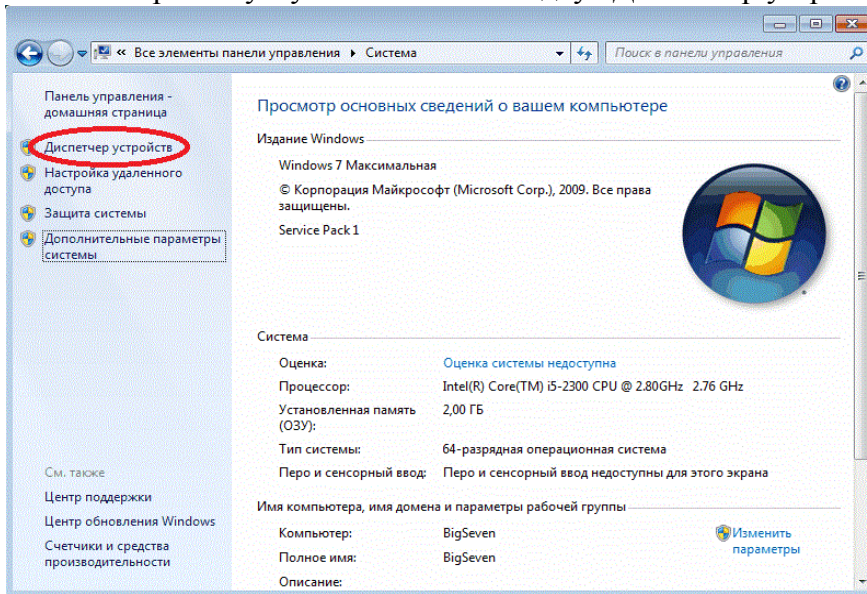 « Все элементы панели управления ▸ Система
Поиск в панели управления
Панель управления -
домашняя страница
Диспетчер устройств
Настройка удаленного
доступа
Защита системы
Дополнительные параметры
системы
См. также
Центр поддержки
Центр обновления Windows
Счетчики и средства
производительности
Просмотр основных сведений о вашем компьютере
Издание Windows
Windows 7 Максимальная
© Корпорация Майкрософт (Microsoft Corp.), 2009. Все права
защищены.
Service Pack 1
Система
Оценка: Оценка системы недоступна
Процессор: Intel(R) Core(TM) i5-2300 CPU @ 2.80GHz 2.76 GHz
Установленная память 2,00 ГБ
(ОЗУ):
Тип системы: 64-разрядная операционная система
Перо и сенсорный ввод: Перо и сенсорный ввод недоступны для этого экрана
Имя компьютера, имя домена и параметры рабочей группы
Компьютер: BigSeven Изменить
параметры
Полное имя: BigSeven
Описание: